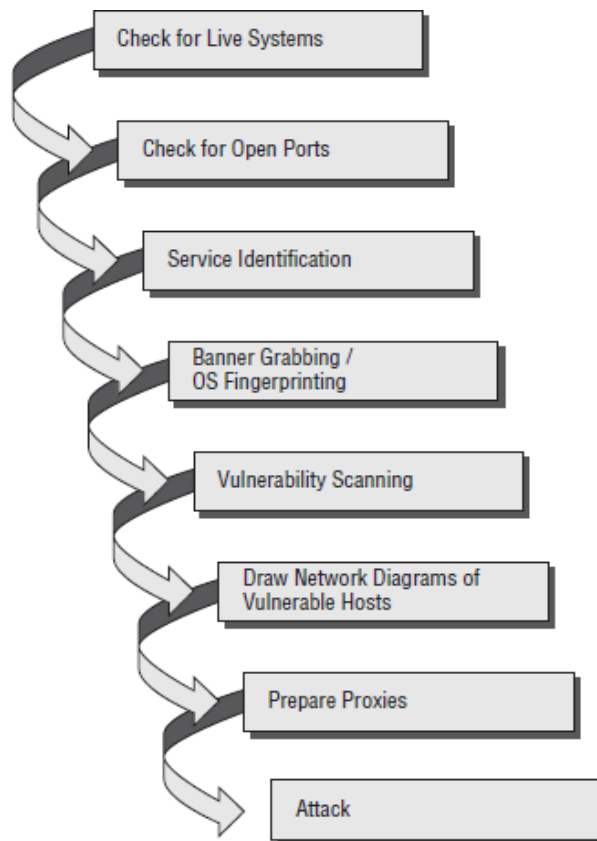 Check for Live Systems
Check for Open Ports
Service Identification
Banner Grabbing /
OS Fingerprinting
Vulnerability Scanning
Draw Network Diagrams of
Vulnerable Hosts
Prepare Proxies
Attack